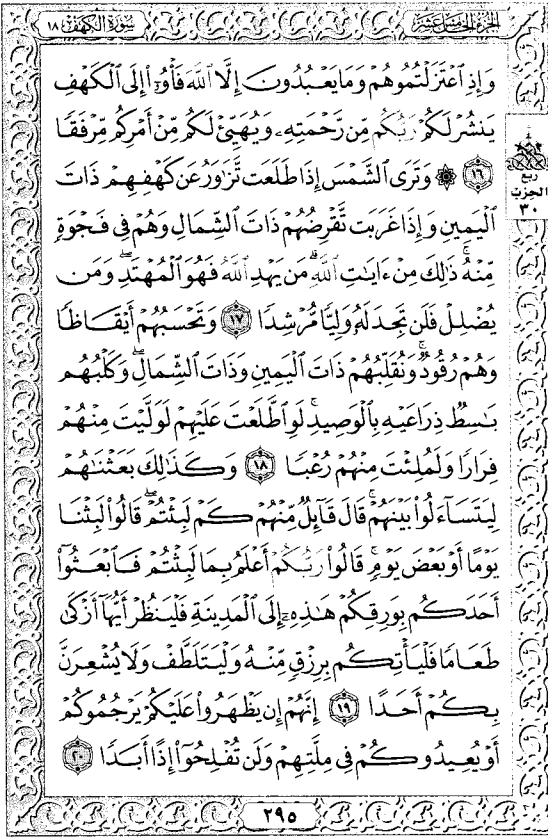 سورة الكهف ١٨
الجزء الخامس عشر
وَإِذِ ٱعْتَزَلْتُمُوهُمْ وَمَا يَعْبُدُونَ إِلَّا ٱللَّهَ فَأْوُۥٓا۟ إِلَى ٱلْكَهْفِ
يَنشُرْ لَكُمْ رَبُّكُم مِّن رَّحْمَتِهِۦ وَيُهَيِّئْ لَكُم مِّنْ أَمْرِكُم مِّرْفَقًا
١٦ ۞ وَتَرَى ٱلشَّمْسَ إِذَا طَلَعَت تَّزَٰوَرُ عَن كَهْفِهِمْ ذَاتَ
ٱلْيَمِينِ وَإِذَا غَرَبَت تَّقْرِضُهُمْ ذَاتَ ٱلشِّمَالِ وَهُمْ فِى فَجْوَةٍ
مِّنْهُ ۚ ذَٰلِكَ مِنْ ءَايَٰتِ ٱللَّهِ ۗ مَن يَهْدِ ٱللَّهُ فَهُوَ ٱلْمُهْتَدِ ۖ وَمَن
يُضْلِلْ فَلَن تَجِدَ لَهُۥ وَلِيًّا مُّرْشِدًا ١٧ وَتَحْسَبُهُمْ أَيْقَاظًا
وَهُمْ رُقُودٌ ۚ وَنُقَلِّبُهُمْ ذَاتَ ٱلْيَمِينِ وَذَاتَ ٱلشِّمَالِ ۖ وَكَلْبُهُم
بَٰسِطٌ ذِرَاعَيْهِ بِٱلْوَصِيدِ ۚ لَوِ ٱطَّلَعْتَ عَلَيْهِمْ لَوَلَّيْتَ مِنْهُمْ
فِرَارًا وَلَمُلِئْتَ مِنْهُمْ رُعْبًا ١٨ وَكَذَٰلِكَ بَعَثْنَٰهُمْ
لِيَتَسَآءَلُوا۟ بَيْنَهُمْ ۚ قَالَ قَآئِلٌ مِّنْهُمْ كَمْ لَبِثْتُمْ ۖ قَالُوا۟ لَبِثْنَا
يَوْمًا أَوْ بَعْضَ يَوْمٍ ۚ قَالُوا۟ رَبُّكُمْ أَعْلَمُ بِمَا لَبِثْتُمْ فَٱبْعَثُوٓا۟
أَحَدَكُم بِوَرِقِكُمْ هَٰذِهِۦٓ إِلَى ٱلْمَدِينَةِ فَلْيَنظُرْ أَيُّهَآ أَزْكَىٰ
طَعَامًا فَلْيَأْتِكُم بِرِزْقٍ مِّنْهُ وَلْيَتَلَطَّفْ وَلَا يُشْعِرَنَّ
بِكُمْ أَحَدًا ١٩ إِنَّهُمْ إِن يَظْهَرُوا۟ عَلَيْكُمْ يَرْجُمُوكُمْ
أَوْ يُعِيدُوكُمْ فِى مِلَّتِهِمْ وَلَن تُفْلِحُوٓا۟ إِذًا أَبَدًا ٢٠
ربع
الحزب
٣٠
٢٩٥